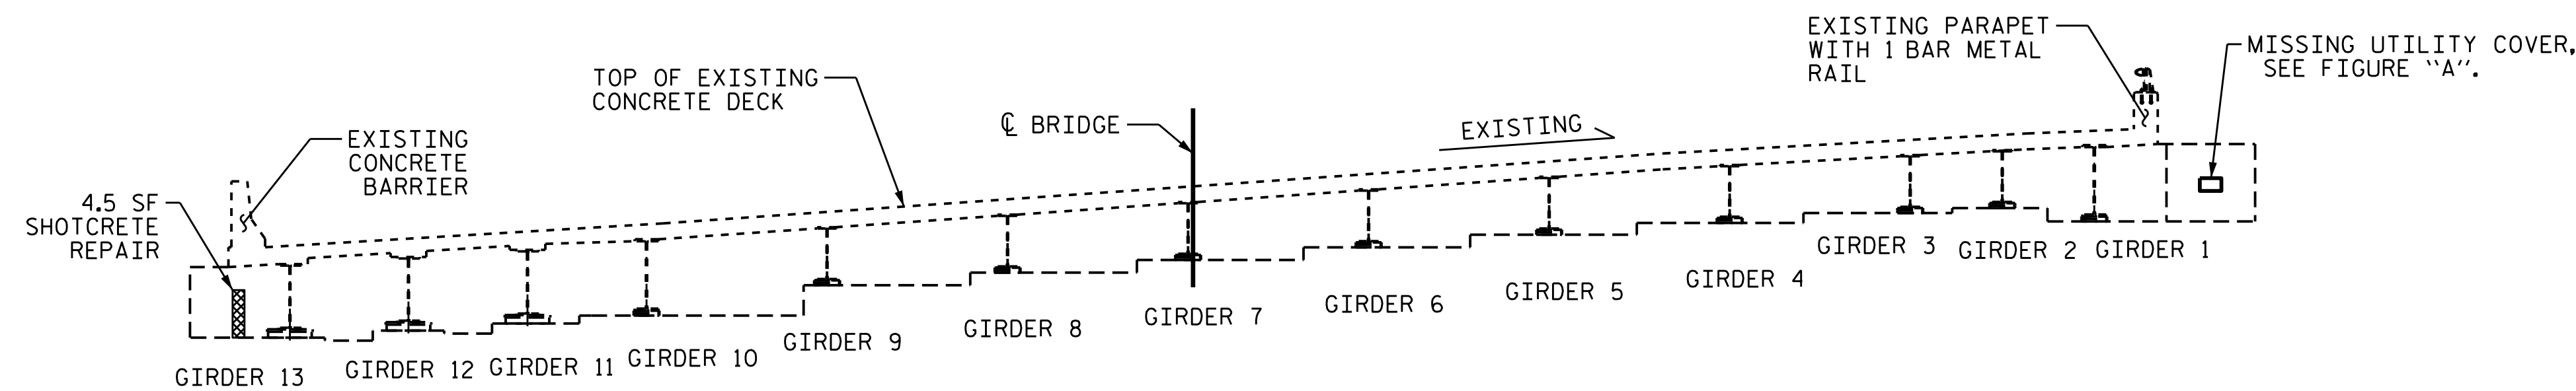 EXISTING PARAPET
WITH 1 BAR METAL
RAIL
MISSING UTILITY COVER,
SEE FIGURE "A".
TOP OF EXISTING
CONCRETE DECK
℄ BRIDGE
EXISTING
EXISTING
CONCRETE
BARRIER
4.5 SF
SHOTCRETE
REPAIR
GIRDER 13
GIRDER 12
GIRDER 11
GIRDER 10
GIRDER 9
GIRDER 8
GIRDER 7
GIRDER 6
GIRDER 5
GIRDER 4
GIRDER 3
GIRDER 2
GIRDER 1